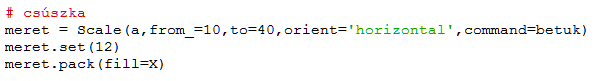 # csúszka
meret = Scale(a,from_=10,to=40,orient='horizontal',command=betuk)
meret.set(12)
meret.pack(fill=X)